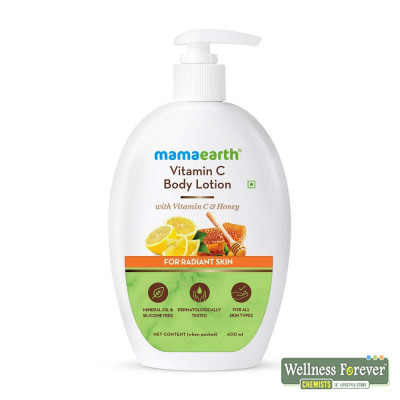 mamaearth®
Vitamin C
Body Lotion
with Vitamin C & Honey
FOR RADIANT SKIN
MINERAL OIL &
SILICONE FREE
DERMATOLOGICALLY
TESTED
FOR ALL
SKIN TYPES
NET CONTENT (when packed) 400 ml
Wellness Forever
CHEMISTS & LIFESTYLE STORE